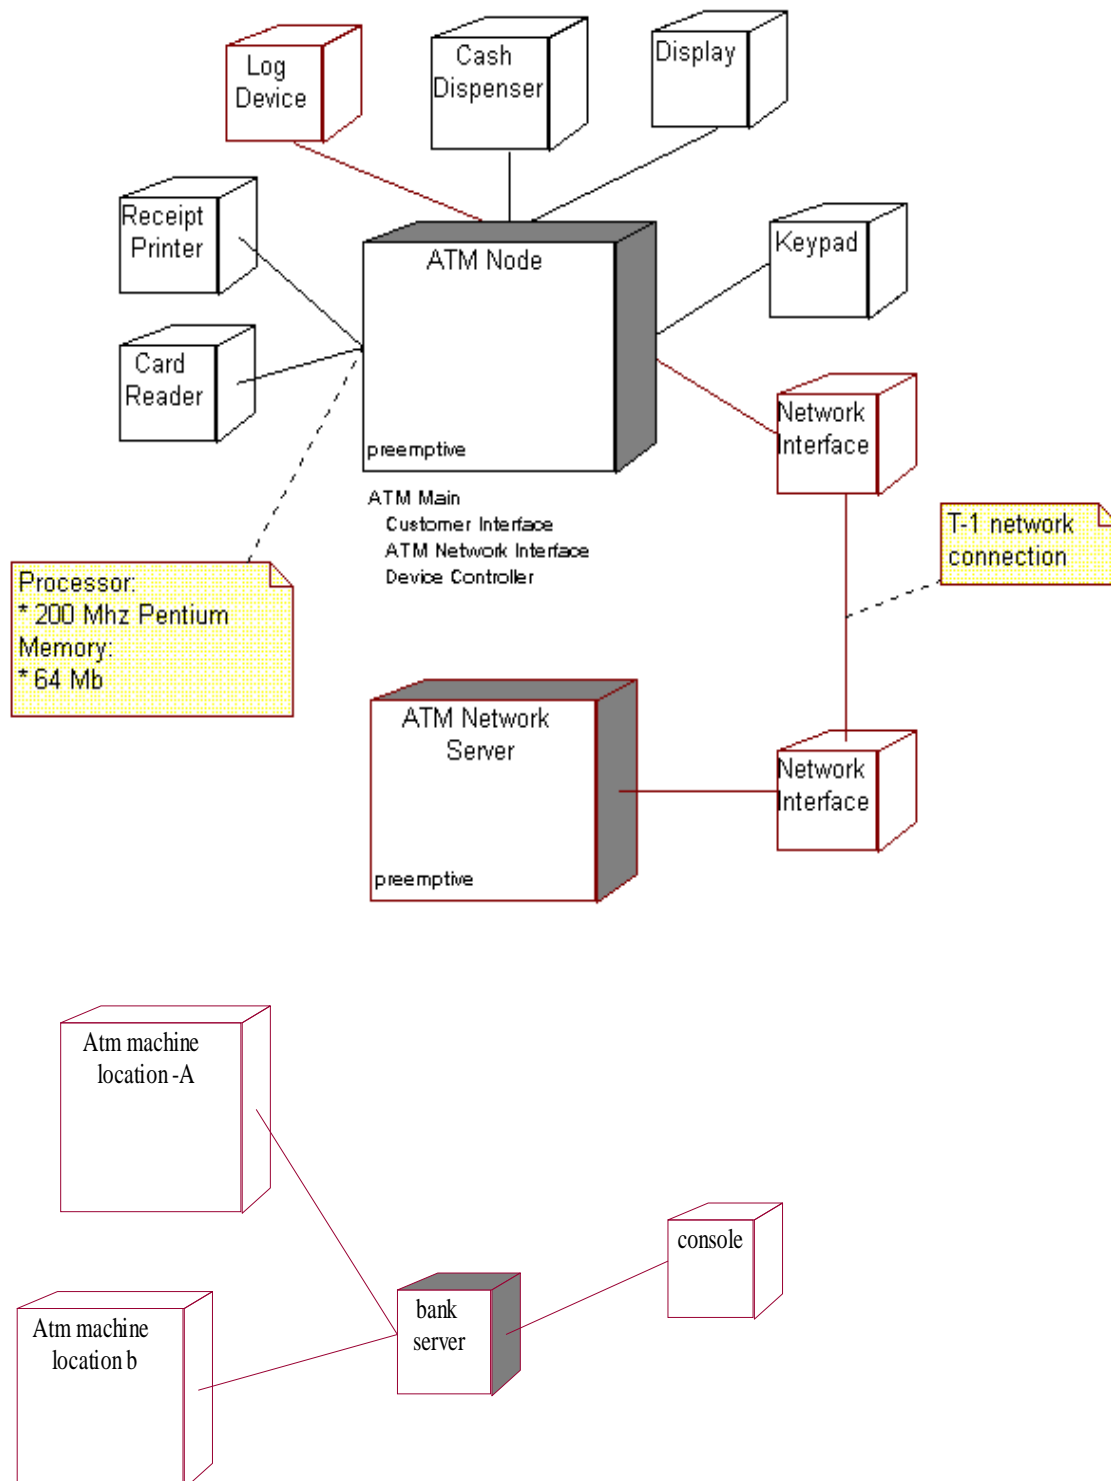 Log
Device
Cash
Dispenser
Display
Receipt
Printer
ATM Node
Keypad
Card
Reader
preemptive
Network
Interface
ATM Main
Customer Interface
ATM Network Interface
Device Controller
T-1 network
connection
Processor:
* 200 Mhz Pentium
Memory:
* 64 Mb
ATM Network
Server
preemptive
Network
Interface
Atm machine
location -A
console
bank
server
Atm machine
location b